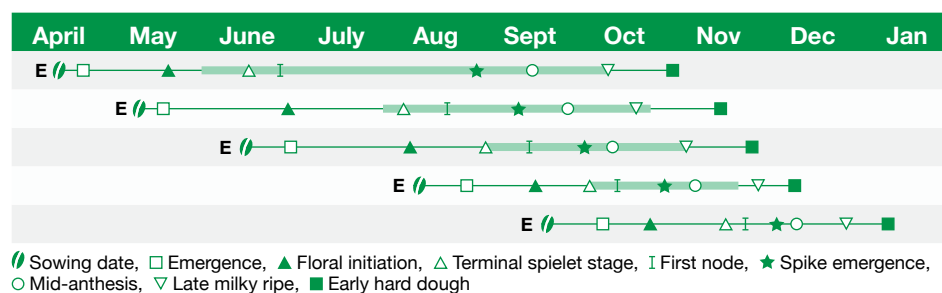 April May June July Aug Sept Oct Nov Dec Jan
E
E
E
E
E
Sowing date, Emergence, Floral initiation, Terminal spielet stage, First node, Spike emergence,
Mid-anthesis, Late milky ripe, Early hard dough